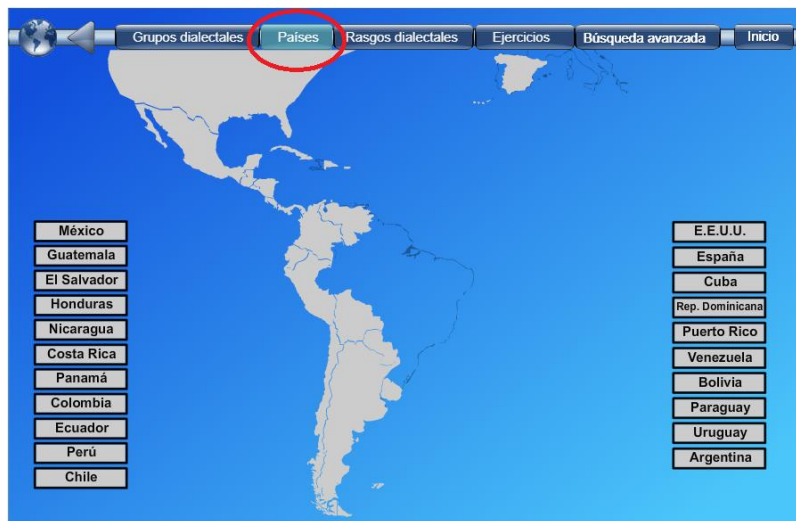 Grupos dialectales
Países
Rasgos dialectales
Ejercicios
Búsqueda avanzada
Inicio
México
Guatemala
El Salvador
Honduras
Nicaragua
Costa Rica
Panamá
Colombia
Ecuador
Perú
Chile
E.E.U.U.
España
Cuba
Rep. Dominicana
Puerto Rico
Venezuela
Bolivia
Paraguay
Uruguay
Argentina